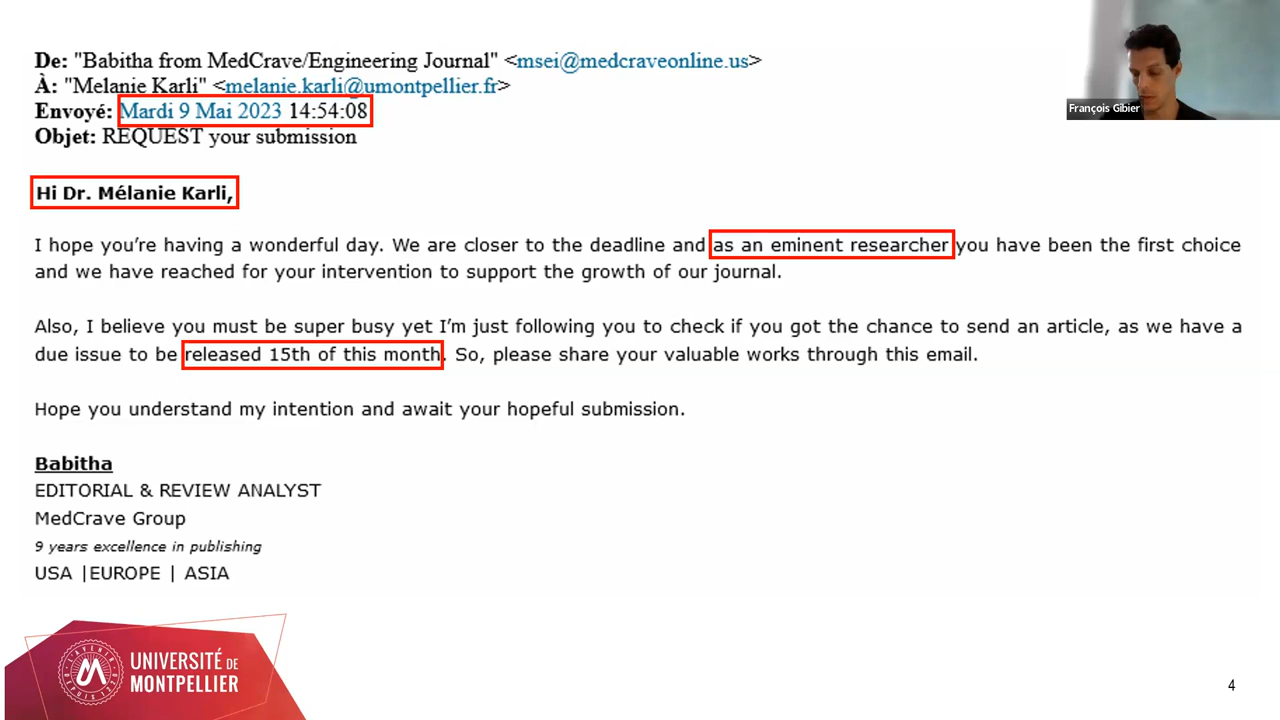 De: "Babitha from MedCrave/Engineering Journal" <msei@medcraveonline.us>
À: "Melanie Karli" <melanie.karli@umontpellier.fr>
Envoyé: Mardi 9 Mai 2023 14:54:08
Objet: REQUEST your submission
François Gibier
Hi Dr. Mélanie Karli,
I hope you're having a wonderful day. We are closer to the deadline and as an eminent researcher you have been the first choice
and we have reached for your intervention to support the growth of our journal.
Also, I believe you must be super busy yet I'm just following you to check if you got the chance to send an article, as we have a
due issue to be released 15th of this month. So, please share your valuable works through this email.
Hope you understand my intention and await your hopeful submission.
Babitha
EDITORIAL & REVIEW ANALYST
MedCrave Group
9 years excellence in publishing
USA |EUROPE | ASIA
UNIVERSITÉ DE
MONTPELLIER
4